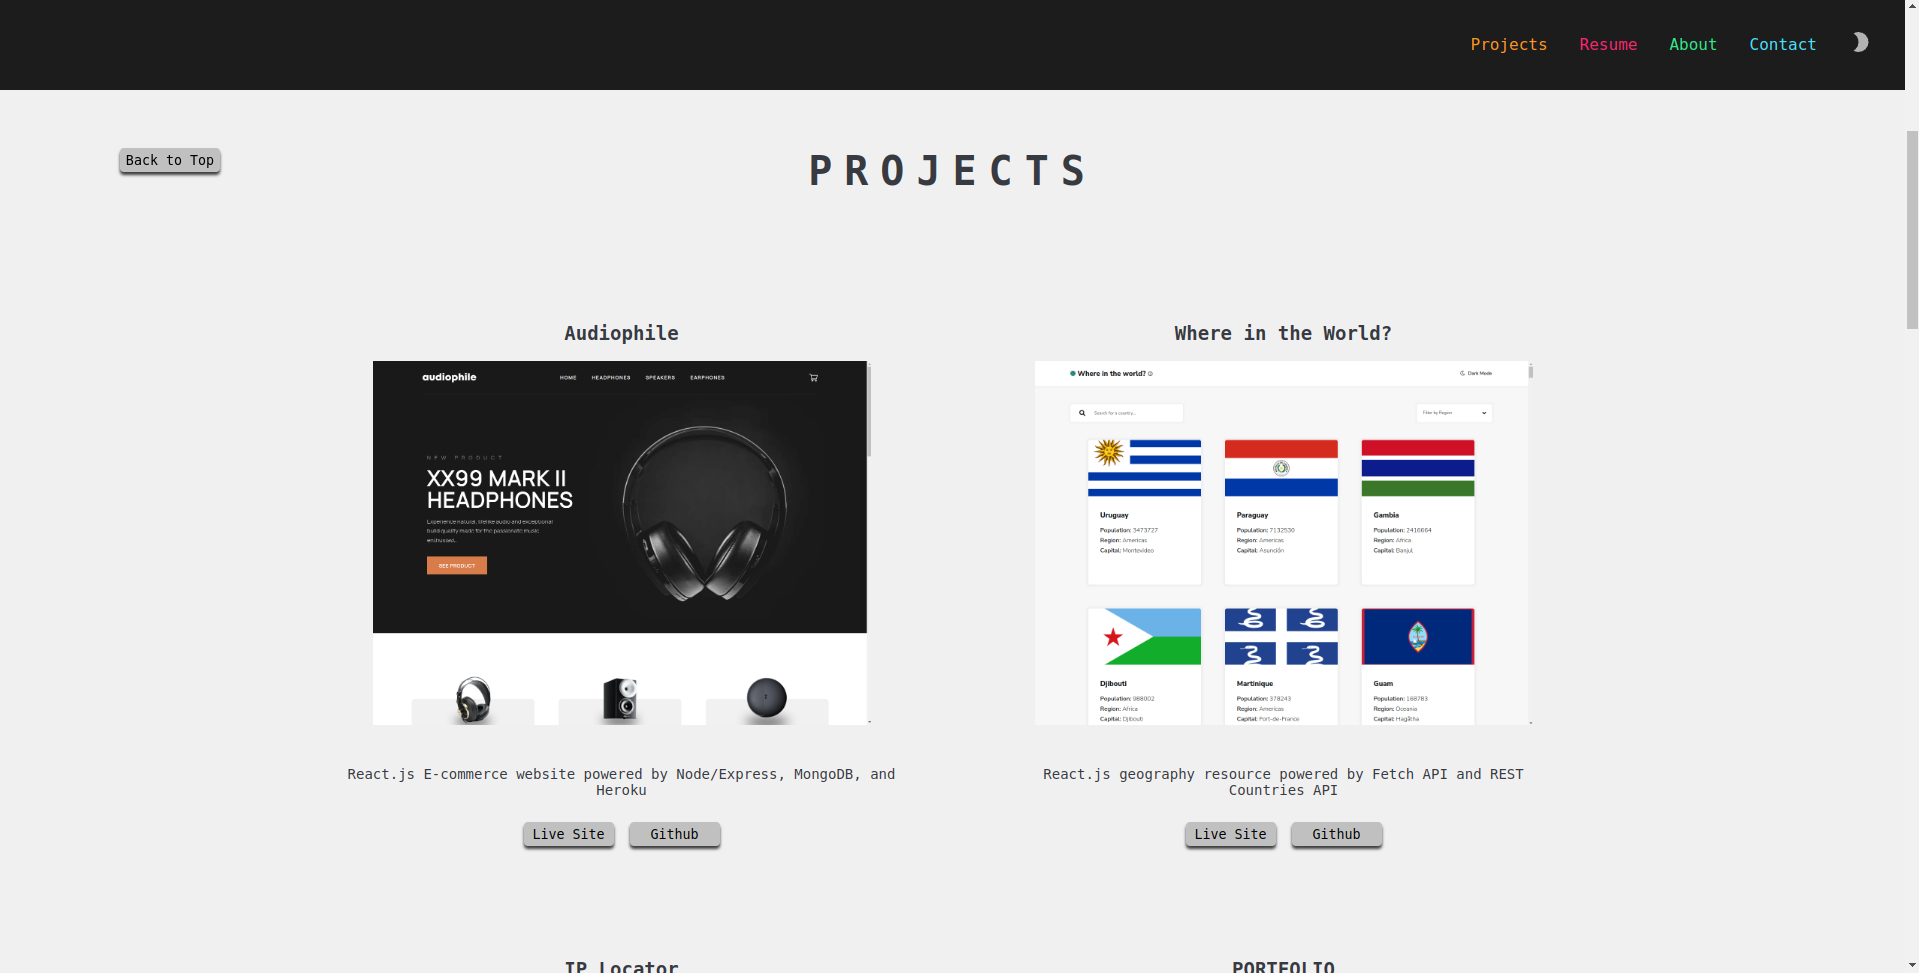 Projects Resume About Contact
Back to Top
PROJECTS
Audiophile
audiophile
HOME HEADPHONES SPEAKERS EARPHONES
NEW PRODUCT
XX99 MARK II
HEADPHONES
Experience natural, lifelike audio and exceptional
build quality made for the passionate music
enthusiast.
SEE PRODUCT
React.js E-commerce website powered by Node/Express, MongoDB, and
Heroku
Live Site Github
Where in the World?
Where in the world?
Dark Mode
Search for a country...
Filter by Region
Uruguay
Population: 3473727
Region: Americas
Capital: Montevideo
Paraguay
Population: 7132530
Region: Americas
Capital: Asunción
Gambia
Population: 2416664
Region: Africa
Capital: Banjul
Djibouti
Population: 988002
Region: Africa
Capital: Djibouti
Martinique
Population: 378243
Region: Americas
Capital: Fort-de-France
Guam
Population: 168783
Region: Oceania
Capital: Hagåtña
React.js geography resource powered by Fetch API and REST
Countries API
Live Site Github
IP Locator
PORTFOLIO